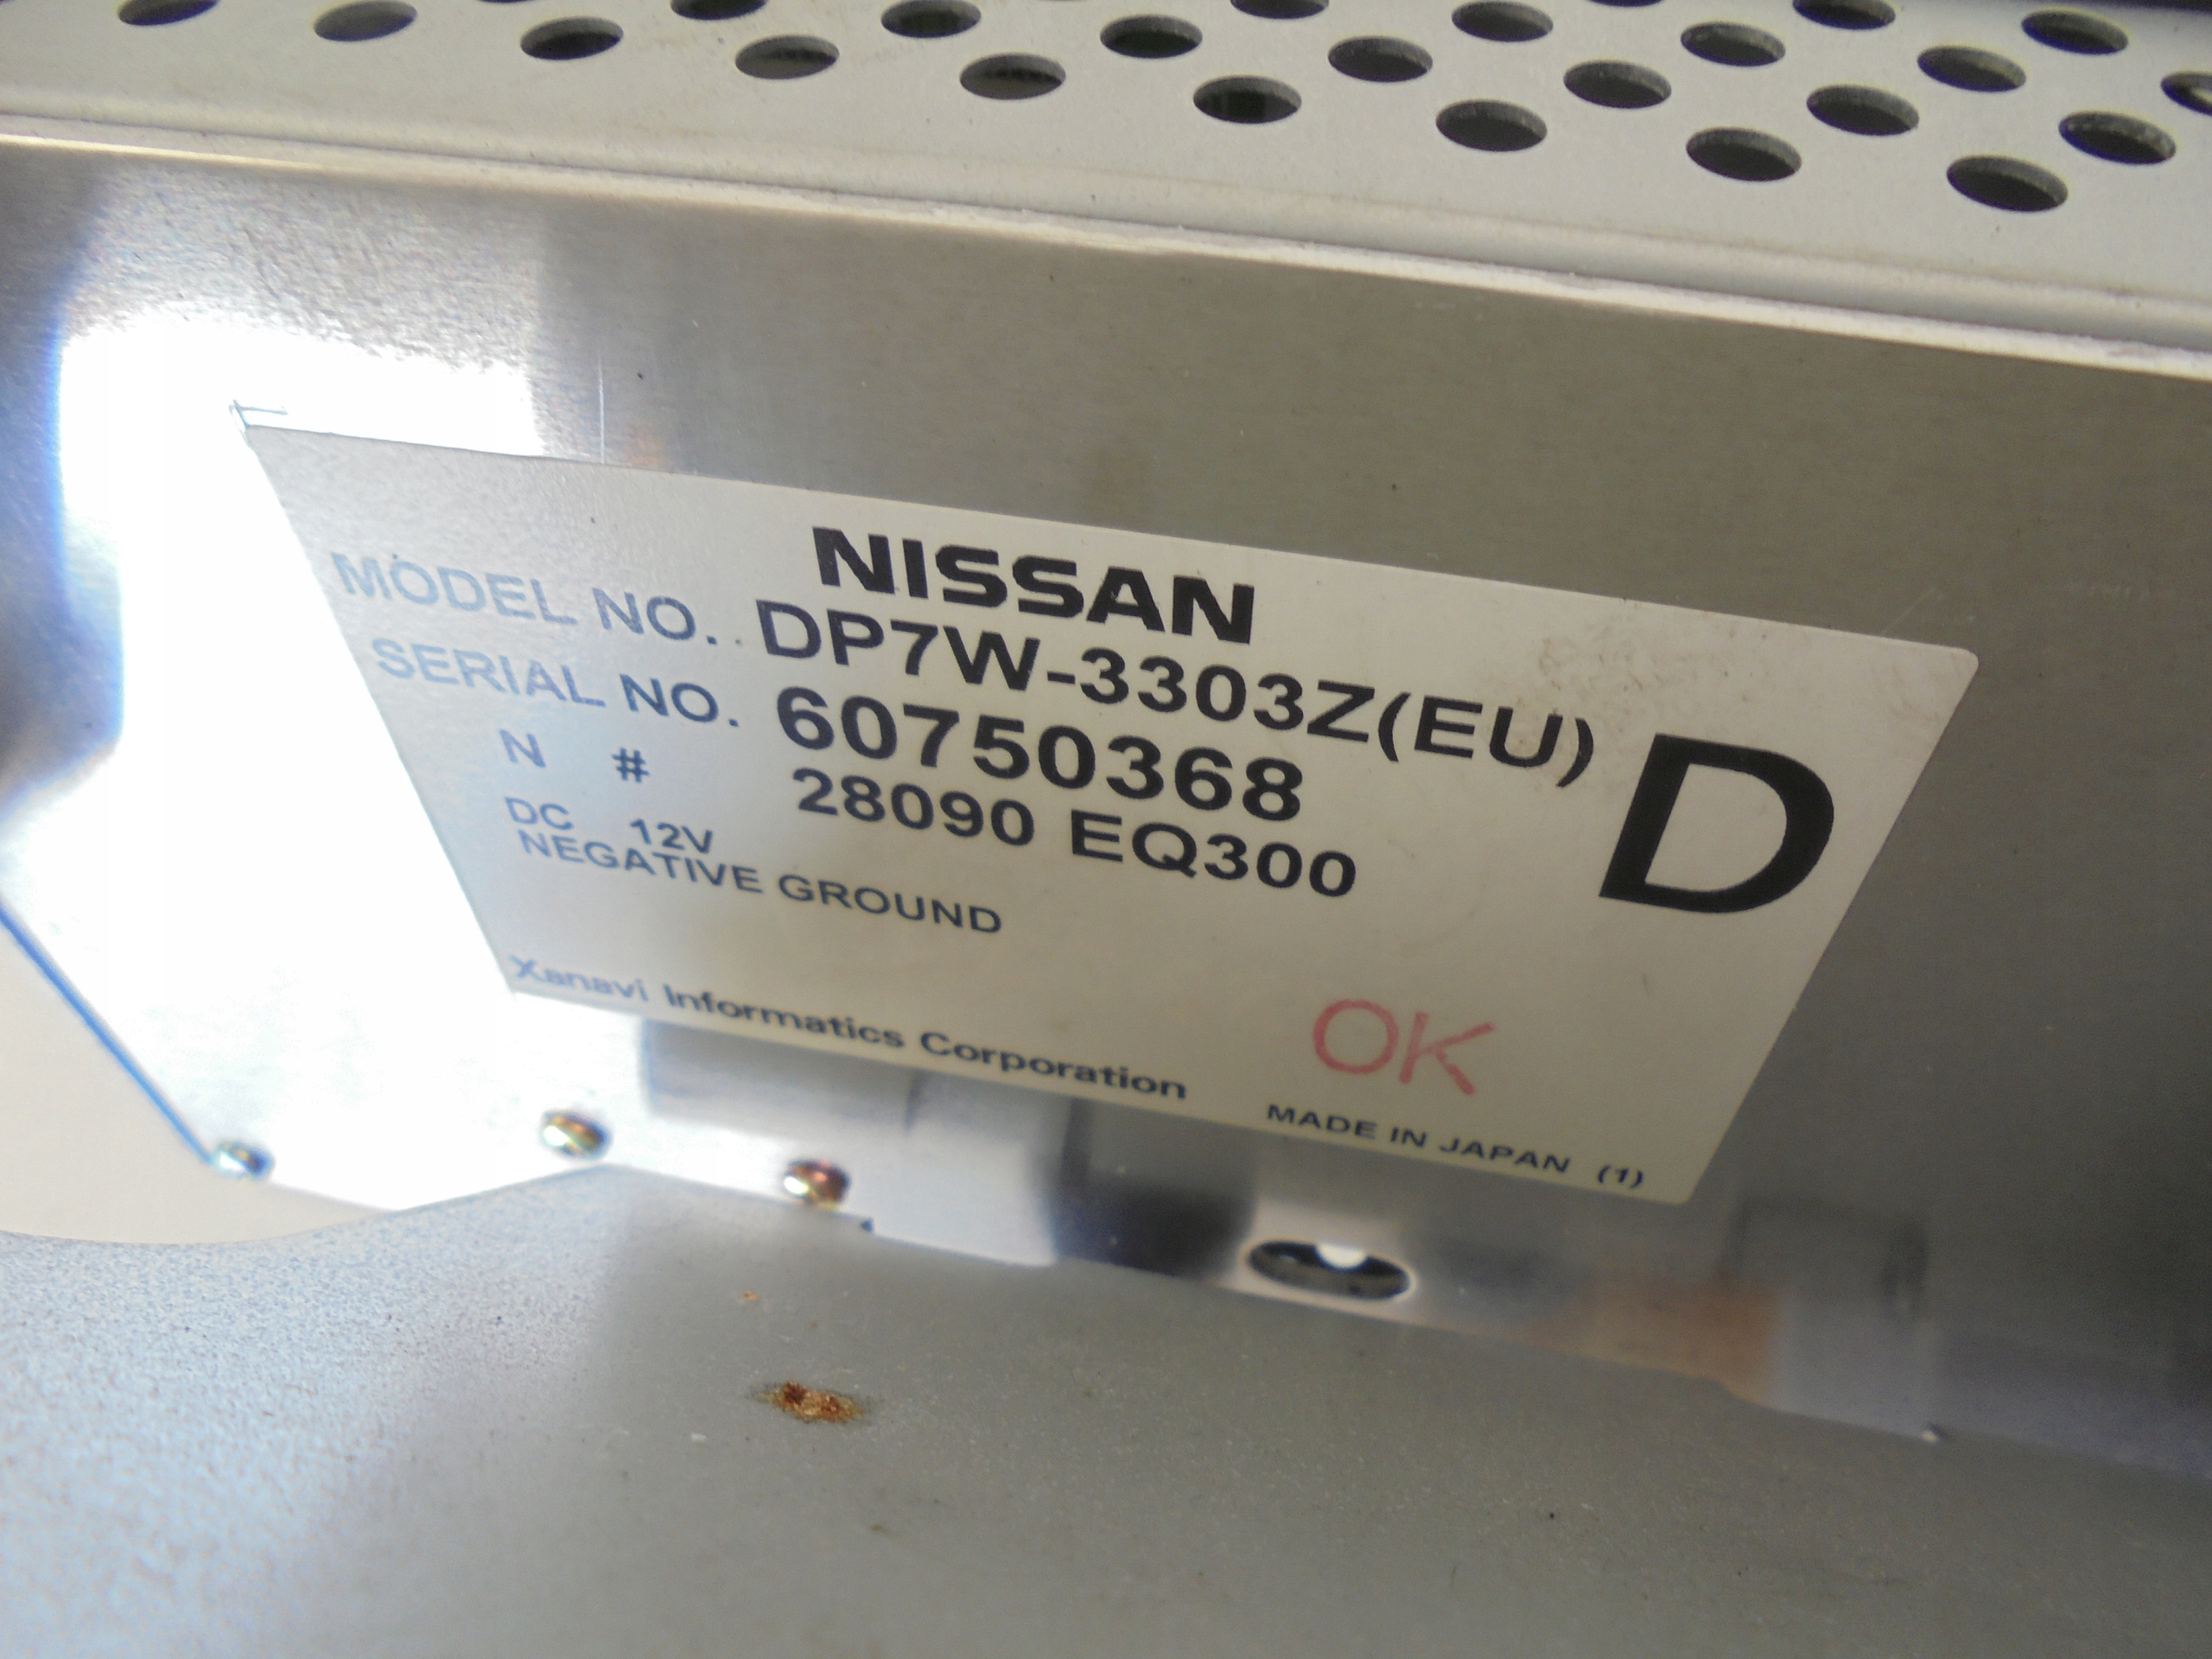 NISSAN
MODEL NO. DP7W-3303Z(EU)
SERIAL NO. 60750368
D
N # 28090 EQ300
DC 12V
NEGATIVE GROUND
OK
Xanavi Informatics Corporation
MADE IN JAPAN (1)